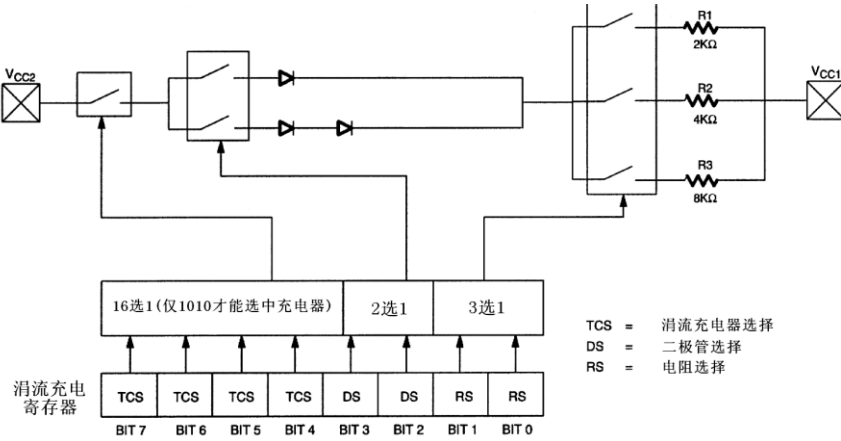 R1
2KΩ
VCC2
VCC1
R2
4KΩ
R3
8KΩ
16选1(仅1010才能选中充电器)
2选1
3选1
TCS = 涓流充电器选择
DS = 二极管选择
RS = 电阻选择
涓流充电
寄存器
TCS TCS TCS TCS DS DS RS RS
BIT 7 BIT 6 BIT 5 BIT 4 BIT 3 BIT 2 BIT 1 BIT 0